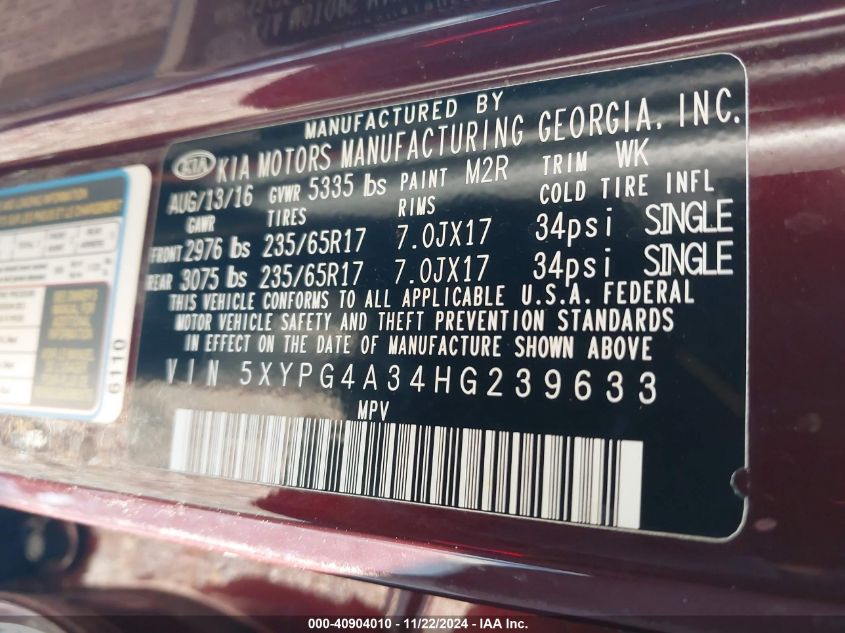 MANUFACTURED BY
KIA KIA MOTORS MANUFACTURING GEORGIA, INC.
AUG/13/16 GVWR 5335 lbs PAINT M2R TRIM WK
GAWR TIRES RIMS COLD TIRE INFL
FRONT 2976 lbs 235/65R17 7.0JX17 34psi SINGLE
REAR 3075 lbs 235/65R17 7.0JX17 34psi SINGLE
THIS VEHICLE CONFORMS TO ALL APPLICABLE U.S.A. FEDERAL
MOTOR VEHICLE SAFETY AND THEFT PREVENTION STANDARDS
IN EFFECT ON THE DATE OF MANUFACTURE SHOWN ABOVE
VIN 5XYPG4A34HG239633
MPV
6110
000-40904010 - 11/22/2024 - IAA Inc.